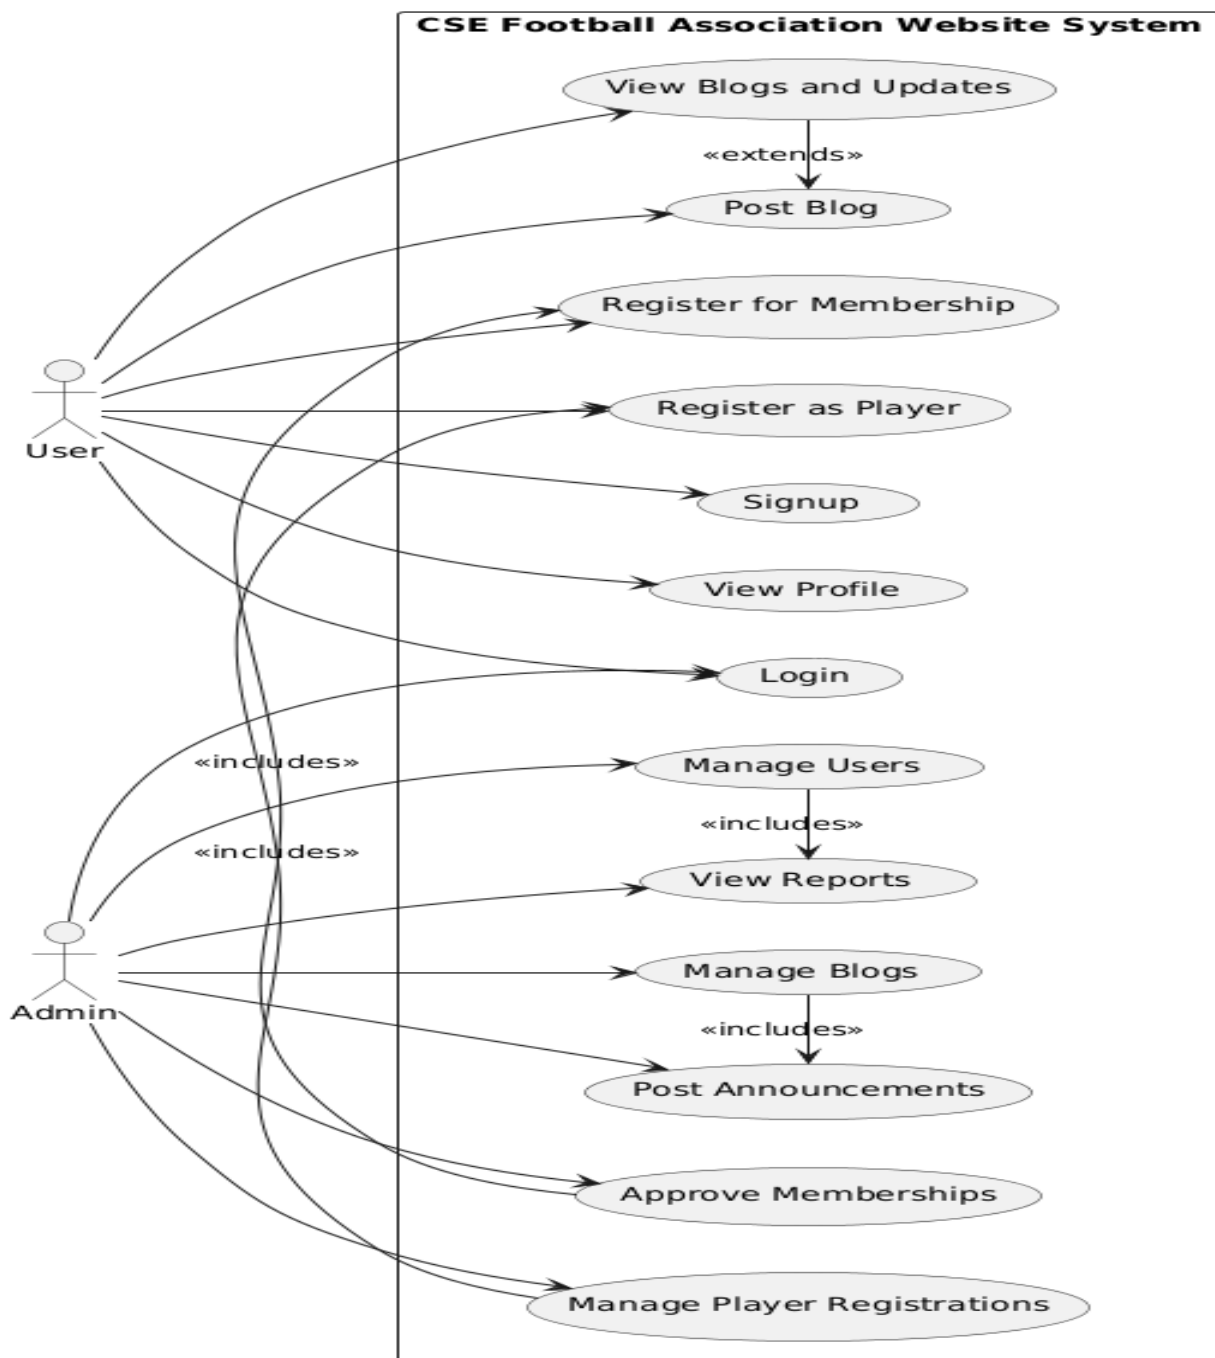 CSE Football Association Website System
View Blogs and Updates
«extends»
Post Blog
Register for Membership
Register as Player
User
Signup
View Profile
Login
«includes»
Manage Users
«includes»
«includes»
View Reports
Manage Blogs
Admin
«includes»
Post Announcements
Approve Memberships
Manage Player Registrations